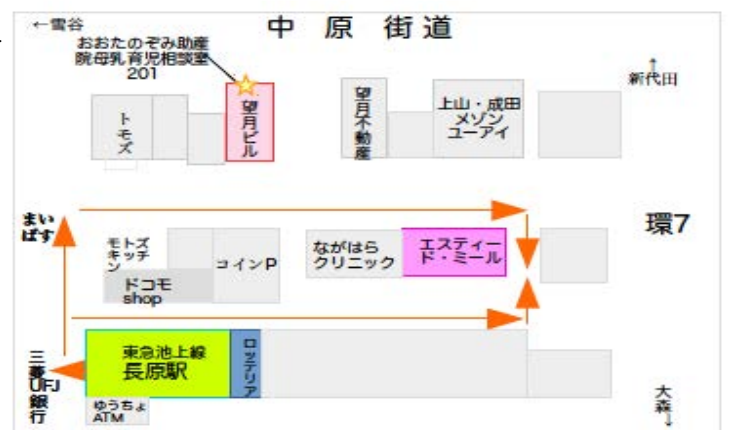 ←雪谷
中原街道
おおたのぞみ助産
院母乳育児相談室
201
↑
新代田
トモズ
望月ビル
望月不動産
上山・成田
メゾン
ユーアイ
まい
ばす
環7
モトズ
キッチ
ン
コインP
ながはら
クリニック
エスティー
ド・ミール
ドコモ
shop
三菱UFJ銀行
東急池上線
長原駅
ロッテリア
ゆうちょ
ATM
大森↓